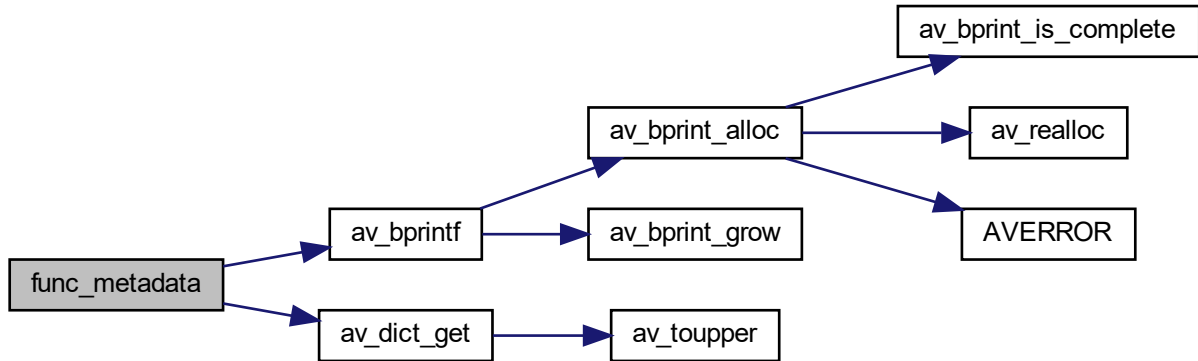 av_bprint_is_complete
av_bprint_alloc
av_realloc
av_bprintf
av_bprint_grow
AVERROR
func_metadata
av_dict_get
av_toupper